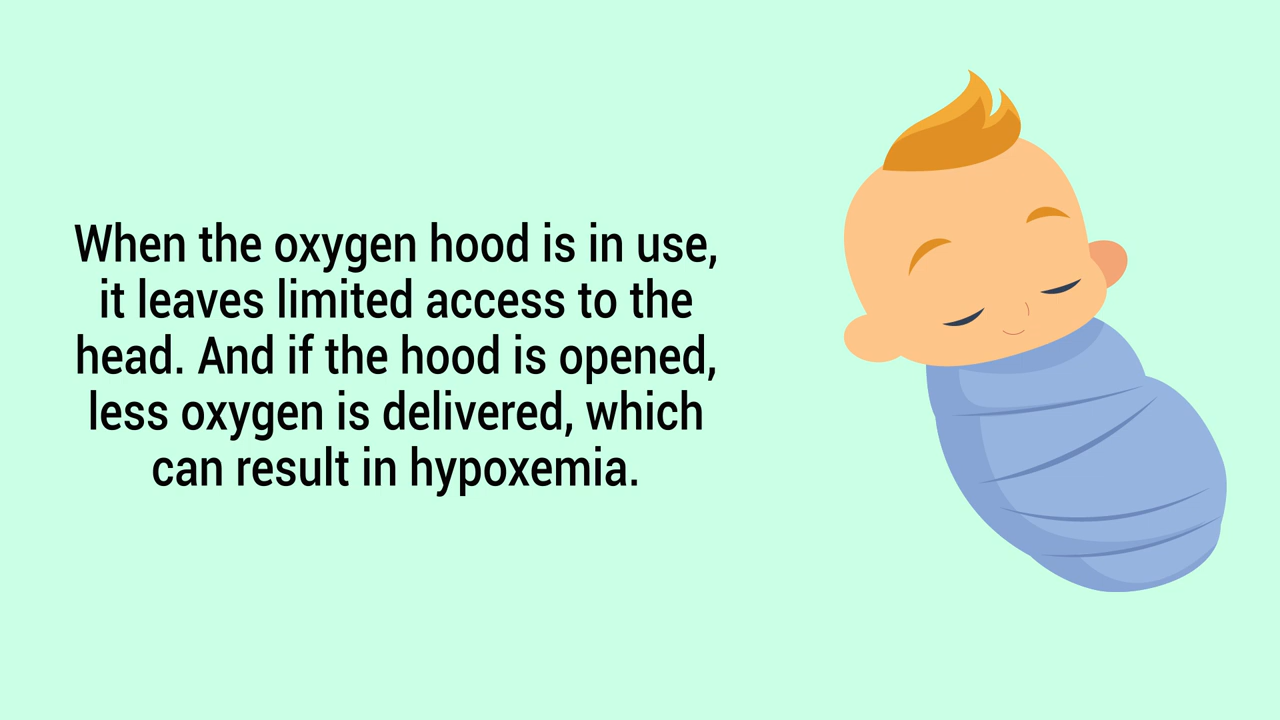 When the oxygen hood is in use,
it leaves limited access to the
head. And if the hood is opened,
less oxygen is delivered, which
can result in hypoxemia.